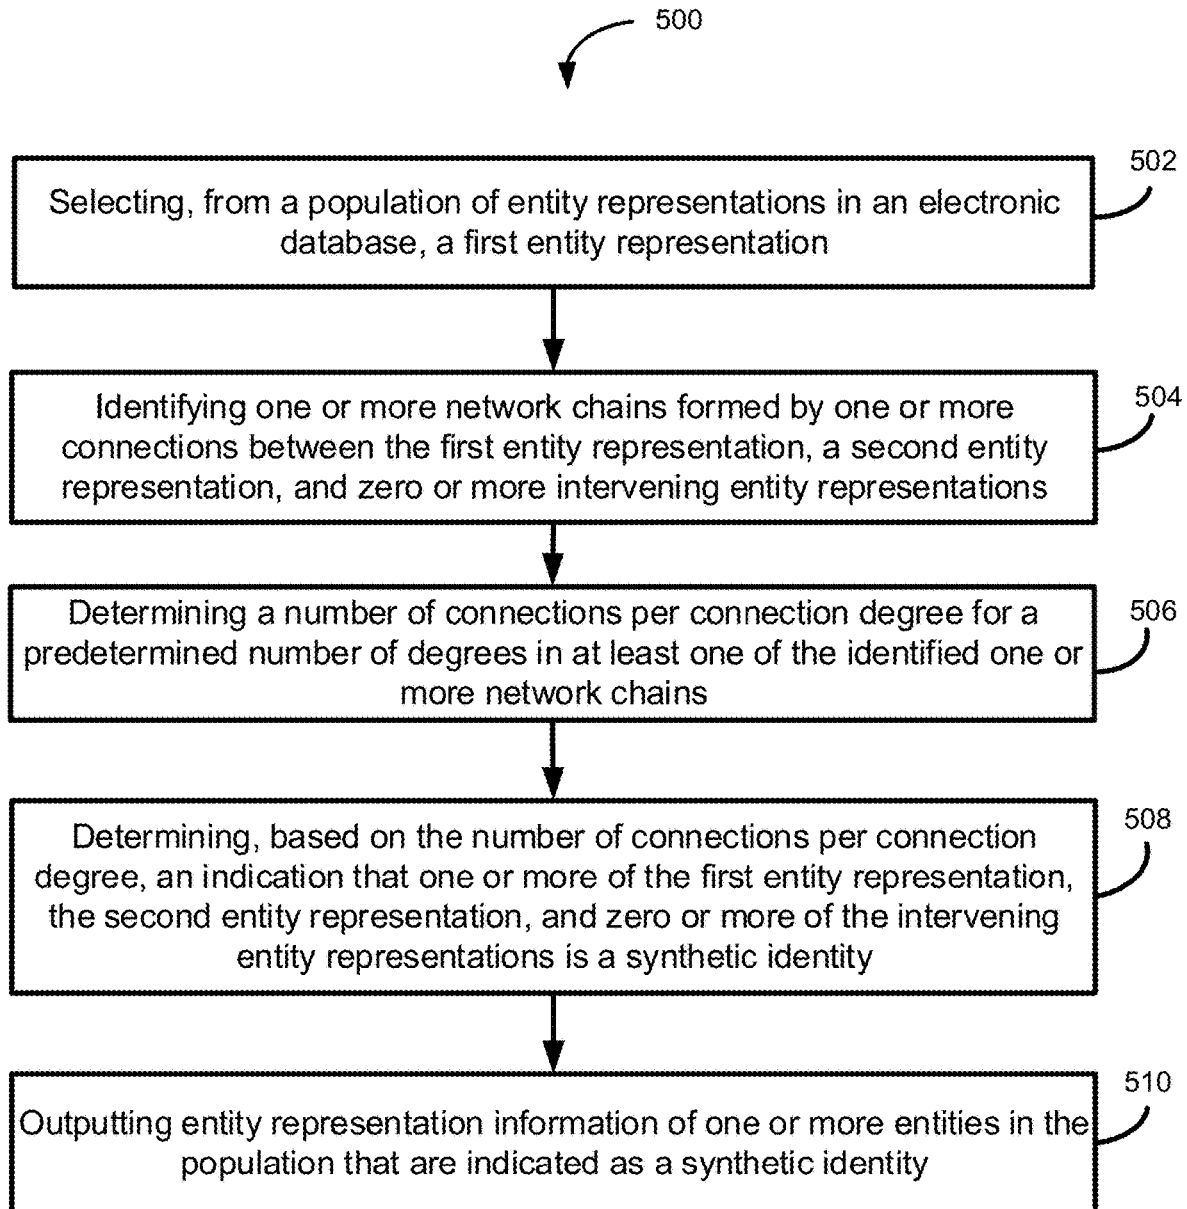 500
502
Selecting, from a population of entity representations in an electronic
database, a first entity representation
504
Identifying one or more network chains formed by one or more
connections between the first entity representation, a second entity
representation, and zero or more intervening entity representations
506
Determining a number of connections per connection degree for a
predetermined number of degrees in at least one of the identified one or
more network chains
508
Determining, based on the number of connections per connection
degree, an indication that one or more of the first entity representation,
the second entity representation, and zero or more of the intervening
entity representations is a synthetic identity
510
Outputting entity representation information of one or more entities in the
population that are indicated as a synthetic identity